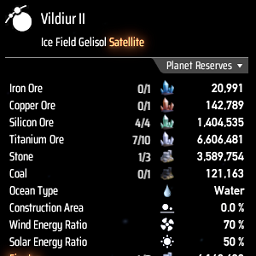 Vildiur II
Ice Field Gelisol Satellite
Planet Reserves
Iron Ore 0/1 20,991
Copper Ore 0/1 142,789
Silicon Ore 4/4 1,404,535
Titanium Ore 7/10 6,606,481
Stone 1/3 3,589,754
Coal 0/1 121,163
Ocean Type Water
Construction Area 0.0 %
Wind Energy Ratio 70 %
Solar Energy Ratio 50 %